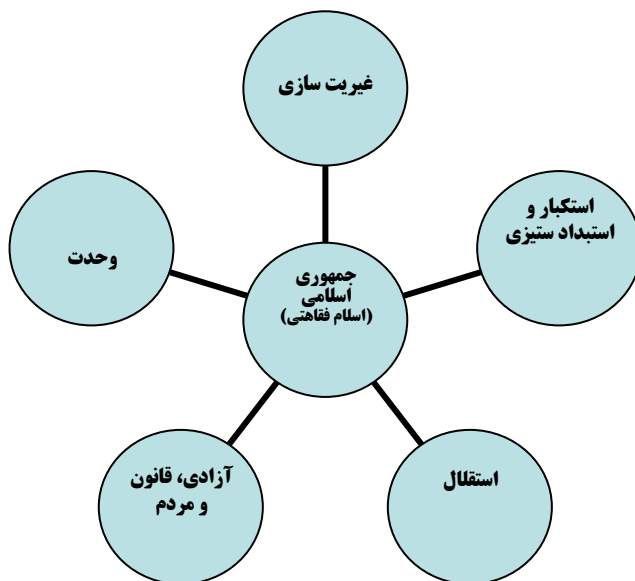 غیریت سازی
استکبار و
استبداد ستیزی
وحدت
جمهوری
اسلامی
(اسلام فقاهتی)
آزادی، قانون
و مردم
استقلال